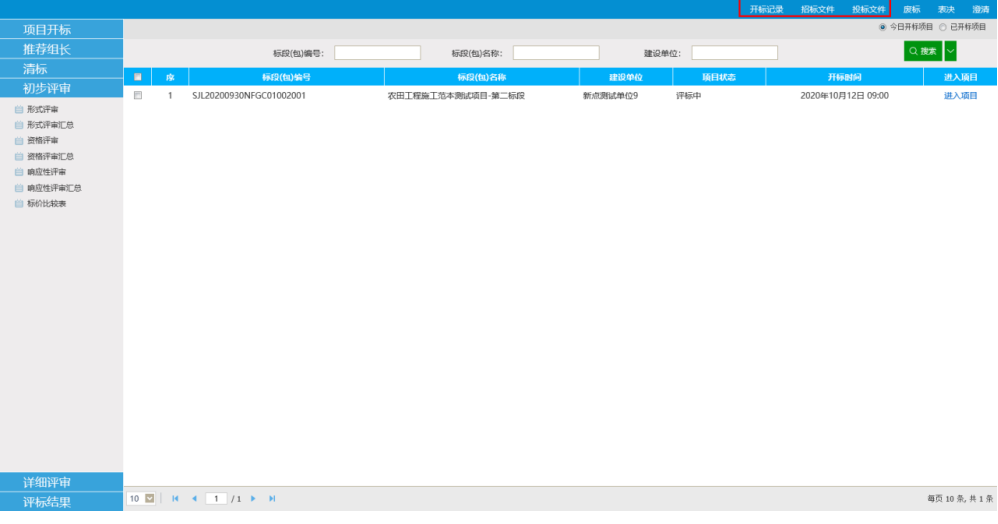 开标记录 招标文件 投标文件 废标 表决 澄清
今日开标项目 已开标项目
项目开标
推荐组长
清标
初步评审
形式评审
形式评审汇总
资格评审
资格评审汇总
响应性评审
响应性评审汇总
标价比较表
详细评审
评标结果
标段(包)编号: 标段(包)名称: 建设单位: 搜索
序 标段(包)编号 标段(包)名称 建设单位 项目状态 开标时间 进入项目
1 SJL20200930NFGC01002001 农田工程施工范本测试项目-第二标段 新点测试单位9 评标中 2020年10月12日 09:00 进入项目
10 1 / 1 每页 10 条, 共 1 条